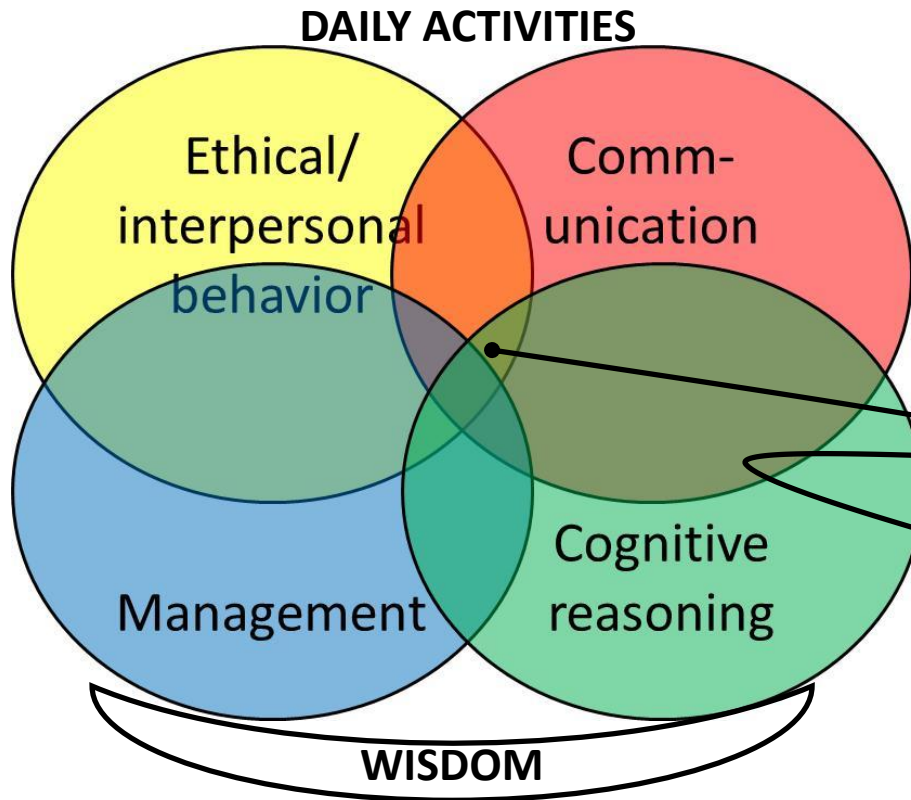 DAILY ACTIVITIES
Ethical/
interpersonal
behavior
Comm-
unication
Management
Cognitive
reasoning
WISDOM